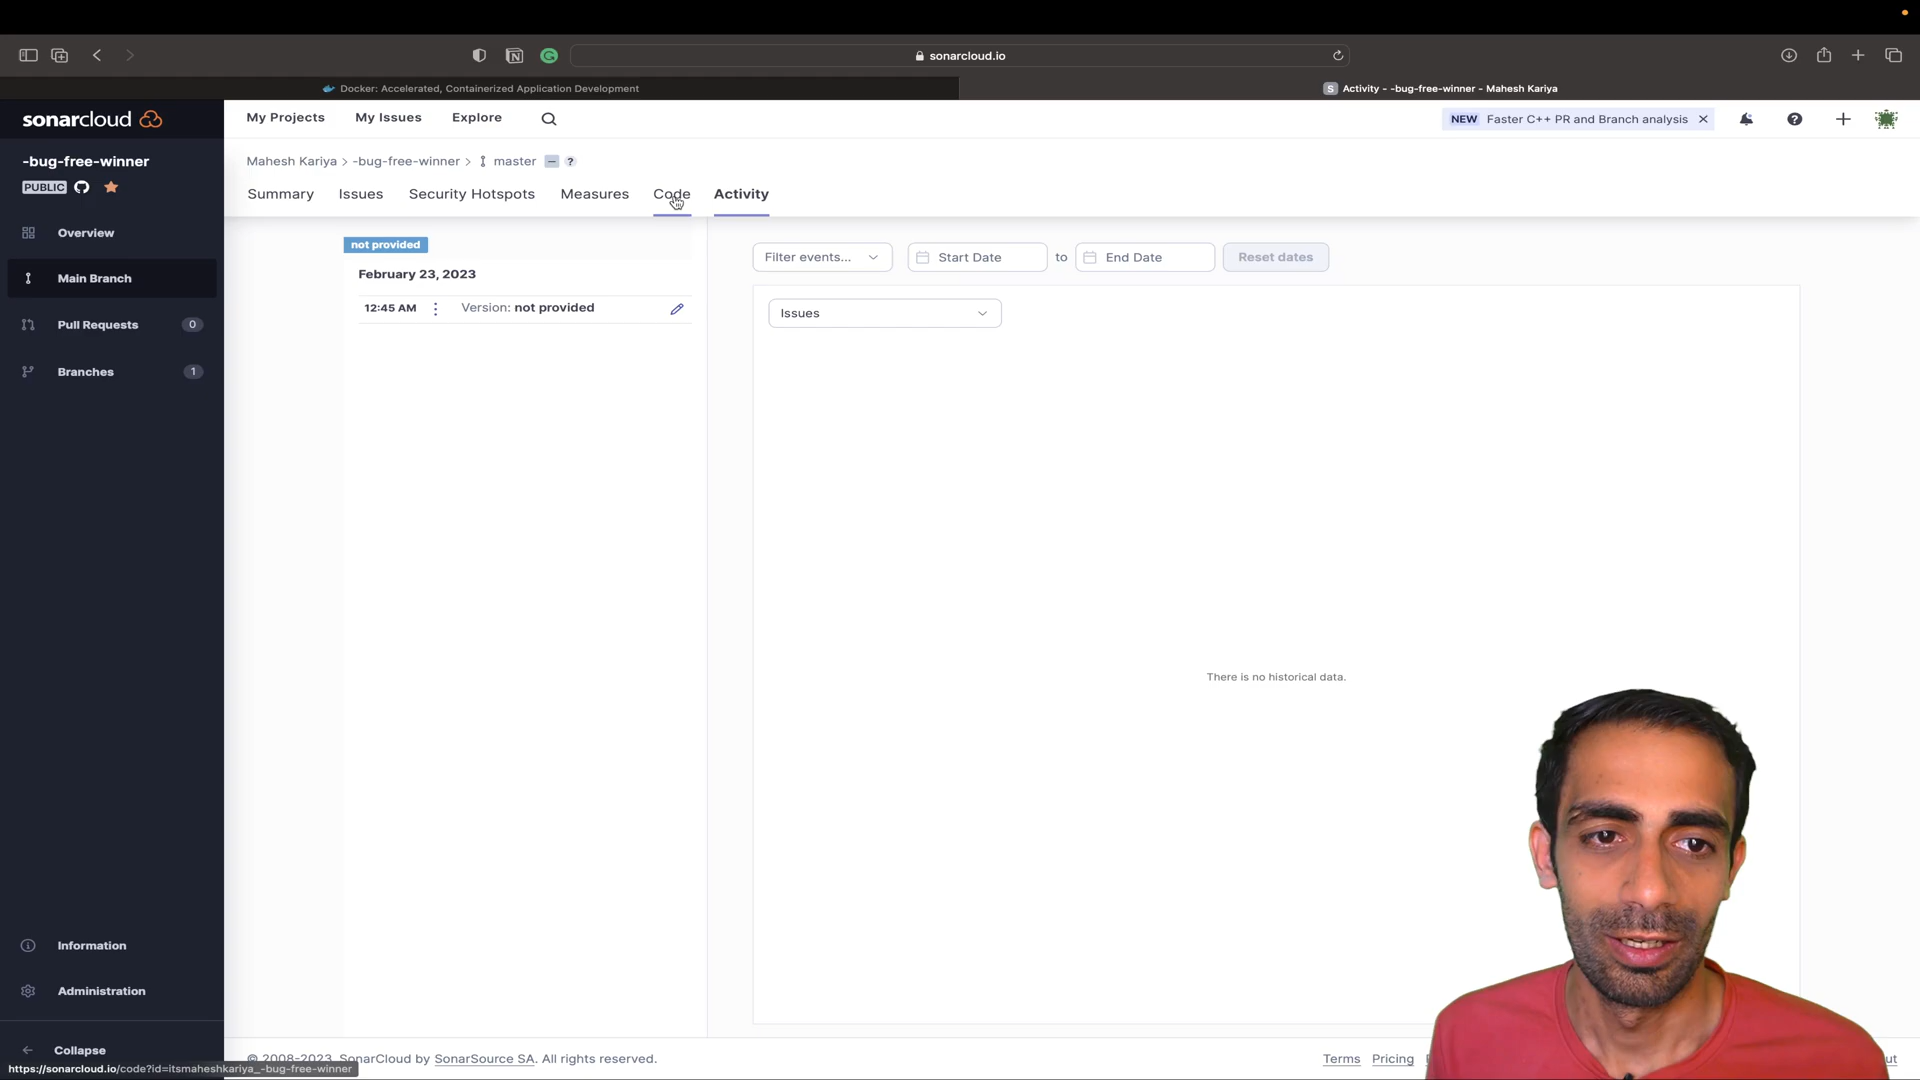 sonarcloud.io
Docker: Accelerated, Containerized Application Development
S Activity - -bug-free-winner - Mahesh Kariya
sonarcloud
My Projects My Issues Explore
NEW Faster C++ PR and Branch analysis
-bug-free-winner
PUBLIC
Mahesh Kariya > -bug-free-winner > master — ?
Summary Issues Security Hotspots Measures Code Activity
Overview
Main Branch
Pull Requests 0
Branches 1
not provided
February 23, 2023
12:45 AM Version: not provided
Filter events... Start Date to End Date Reset dates
Issues
There is no historical data.
Information
Administration
Collapse
https://sonarcloud.io/code?id=itsmaheshkariya_-bug-free-winner
© 2008-2023, SonarCloud by SonarSource SA. All rights reserved.
Terms Pricing